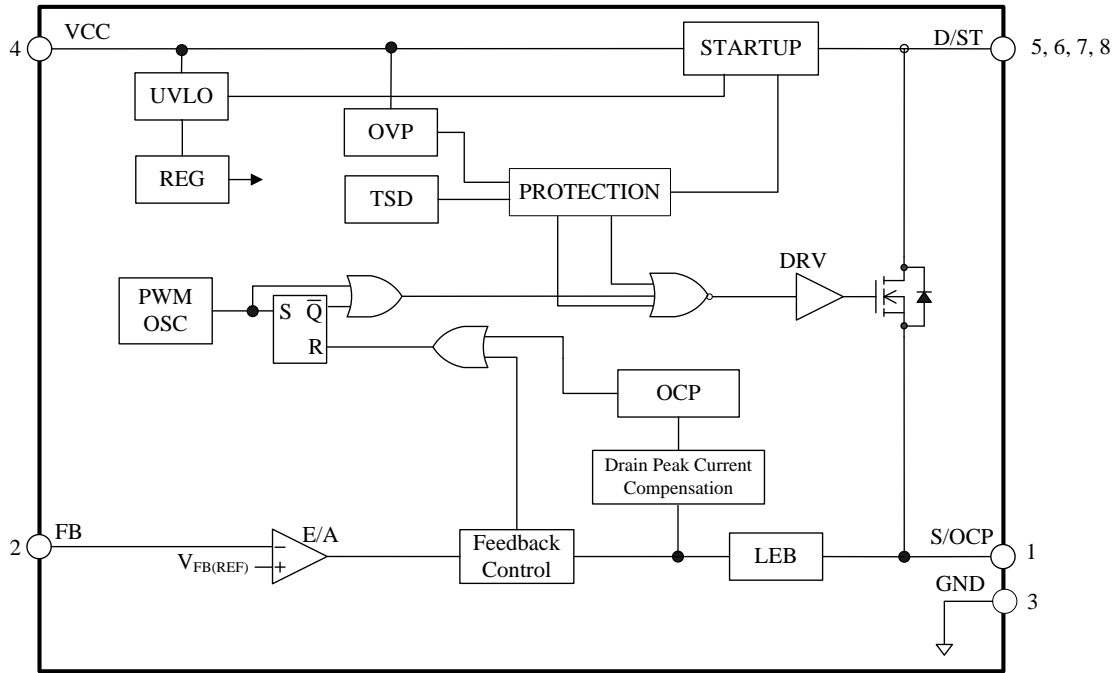 VCC
D/ST
4
5, 6, 7, 8
STARTUP
UVLO
OVP
REG
TSD
PROTECTION
DRV
PWM
OSC
S
Q̅
R
OCP
Drain Peak Current
Compensation
FB
2
E/A
−
V_FB(REF)
+
Feedback
Control
LEB
S/OCP
1
GND
3